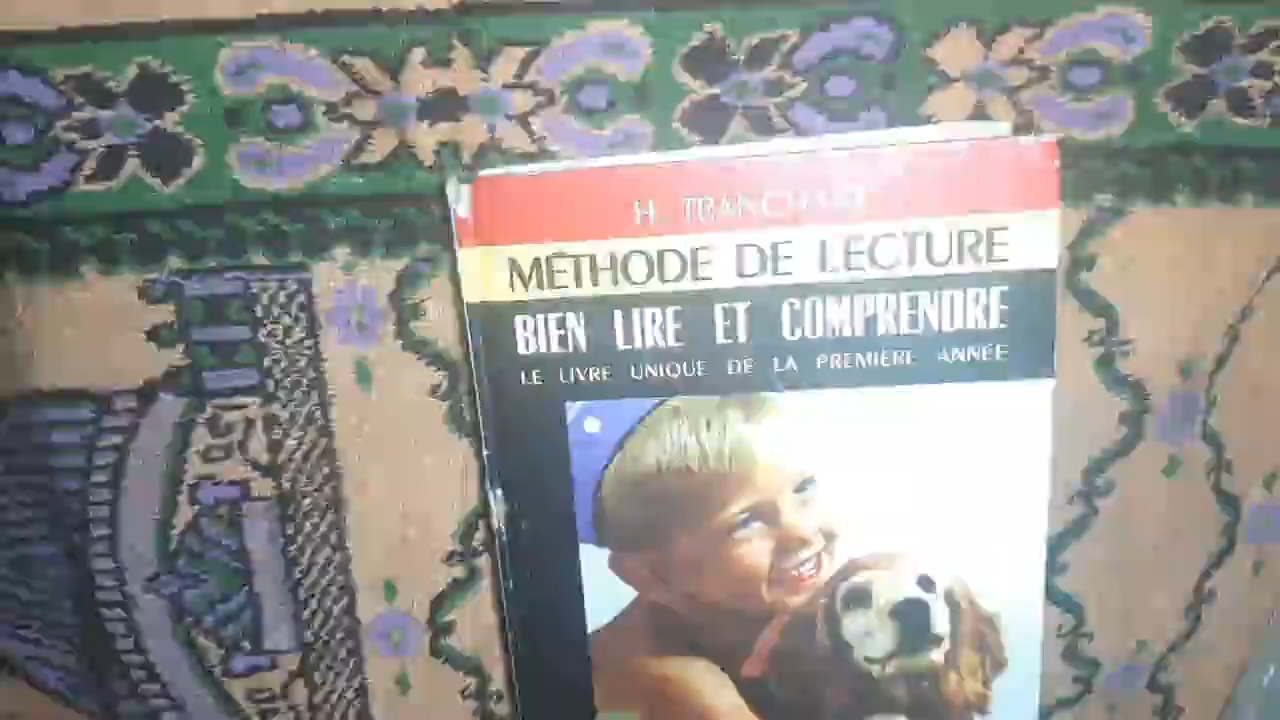 H. TRANCHART
MÉTHODE DE LECTURE
BIEN LIRE ET COMPRENDRE
LE LIVRE UNIQUE DE LA PREMIÈRE ANNÉE